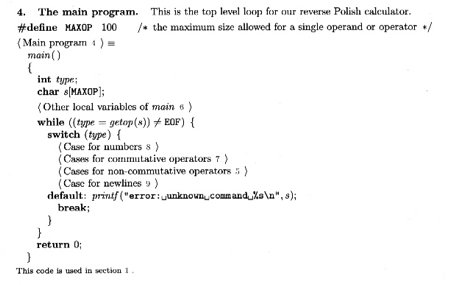 4. The main program. This is the top level loop for our reverse Polish calculator.
#define MAXOP 100 /* the maximum size allowed for a single operand or operator */
⟨Main program 4 ⟩ ≡
main()
{
int type;
char s[MAXOP];
⟨Other local variables of main 6 ⟩
while ((type = getop(s)) ≠ EOF) {
switch (type) {
⟨Case for numbers 8 ⟩
⟨Cases for commutative operators 7 ⟩
⟨Cases for non-commutative operators 5 ⟩
⟨Case for newlines 9 ⟩
default: printf("error:␣unknown␣command␣%s\n", s);
break;
}
}
return 0;
}
This code is used in section 1 .